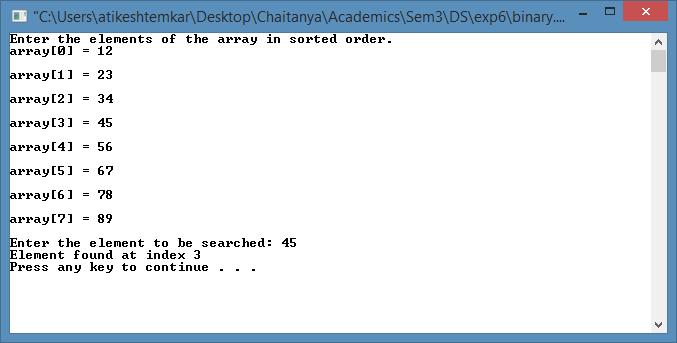 "C:\Users\atikeshtemkar\Desktop\Chaitanya\Academics\Sem3\DS\exp6\binary....
Enter the elements of the array in sorted order.
array[0] = 12
array[1] = 23
array[2] = 34
array[3] = 45
array[4] = 56
array[5] = 67
array[6] = 78
array[7] = 89
Enter the element to be searched: 45
Element found at index 3
Press any key to continue . . .